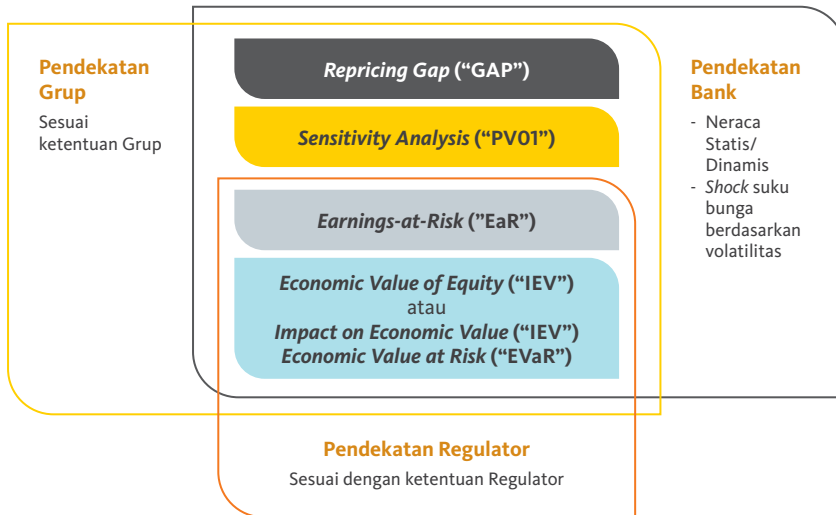 Pendekatan
Grup
Sesuai
ketentuan Grup
Repricing Gap (“GAP”)
Sensitivity Analysis (“PV01”)
Earnings-at-Risk (”EaR”)
Economic Value of Equity (“IEV”)
atau
Impact on Economic Value (“IEV”)
Economic Value at Risk (“EVaR”)
Pendekatan
Bank
- Neraca
Statis/
Dinamis
- Shock suku
bunga
berdasarkan
volatilitas
Pendekatan Regulator
Sesuai dengan ketentuan Regulator